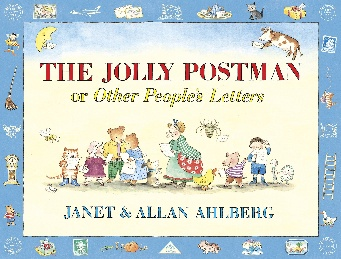 THE JOLLY POSTMAN
or Other People's Letters
JANET & ALLAN AHLBERG